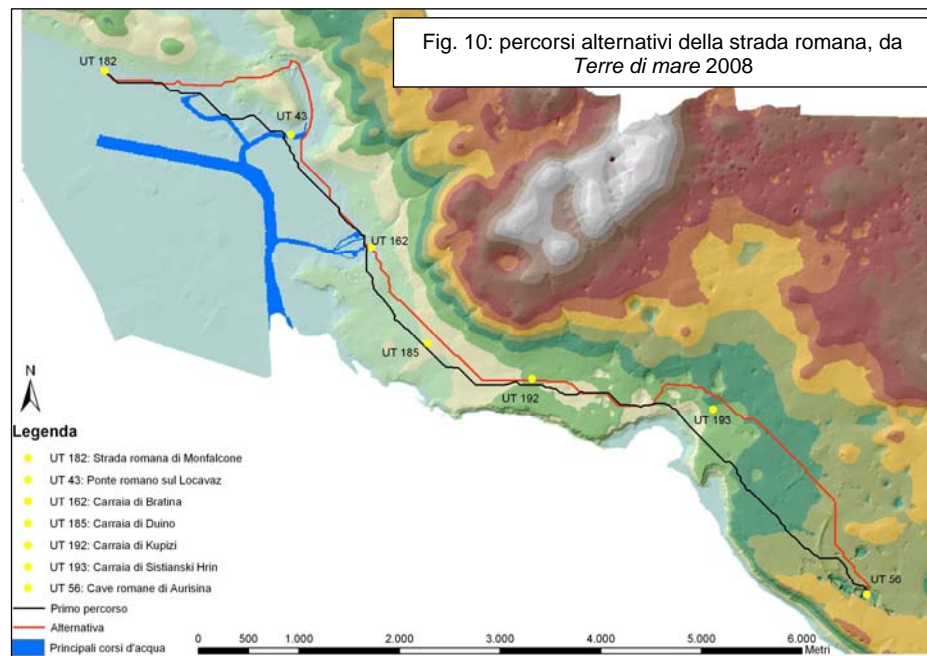 Fig. 10: percorsi alternativi della strada romana, da
Terre di mare 2008
UT 182
UT 43
UT 162
UT 185
UT 192
UT 193
UT 56
N
Legenda
UT 182: Strada romana di Monfalcone
UT 43: Ponte romano sul Locavaz
UT 162: Carraia di Bratina
UT 185: Carraia di Duino
UT 192: Carraia di Kupizi
UT 193: Carraia di Sistianski Hrin
UT 56: Cave romane di Aurisina
Primo percorso
Alternativa
Principali corsi d'acqua
0 500 1.000 2.000 3.000 4.000 5.000 6.000
Metri